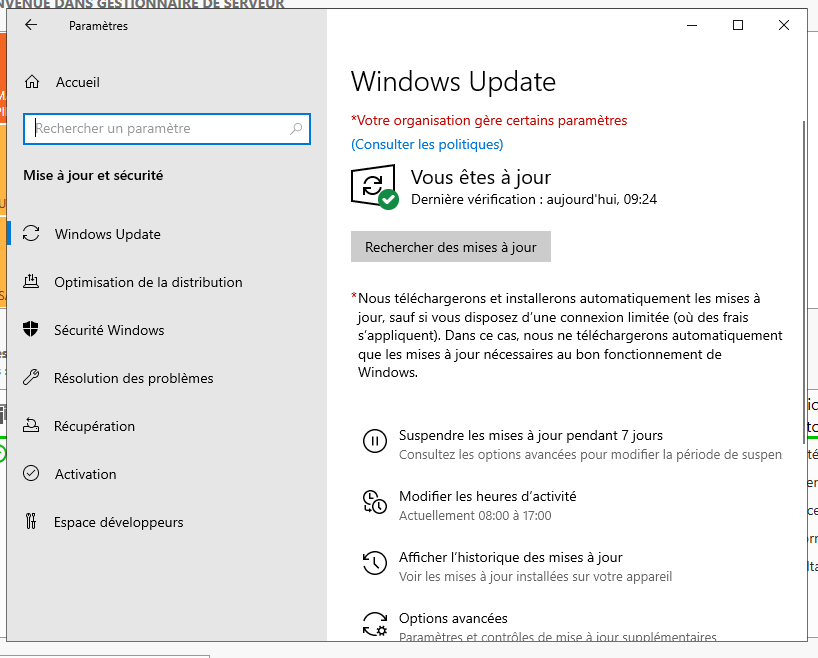 NVENUE DANS GESTIONNAIRE DE SERVEUR
Paramètres
Accueil
Rechercher un paramètre
Mise à jour et sécurité
Windows Update
Optimisation de la distribution
Sécurité Windows
Résolution des problèmes
Récupération
Activation
Espace développeurs
Windows Update
*Votre organisation gère certains paramètres
(Consulter les politiques)
Vous êtes à jour
Dernière vérification : aujourd'hui, 09:24
Rechercher des mises à jour
*Nous téléchargerons et installerons automatiquement les mises à
jour, sauf si vous disposez d’une connexion limitée (où des frais
s’appliquent). Dans ce cas, nous ne téléchargerons automatiquement
que les mises à jour nécessaires au bon fonctionnement de
Windows.
Suspendre les mises à jour pendant 7 jours
Consultez les options avancées pour modifier la période de suspen
Modifier les heures d’activité
Actuellement 08:00 à 17:00
Afficher l’historique des mises à jour
Voir les mises à jour installées sur votre appareil
Options avancées
Paramètres et contrôles de mise à jour supplémentaires